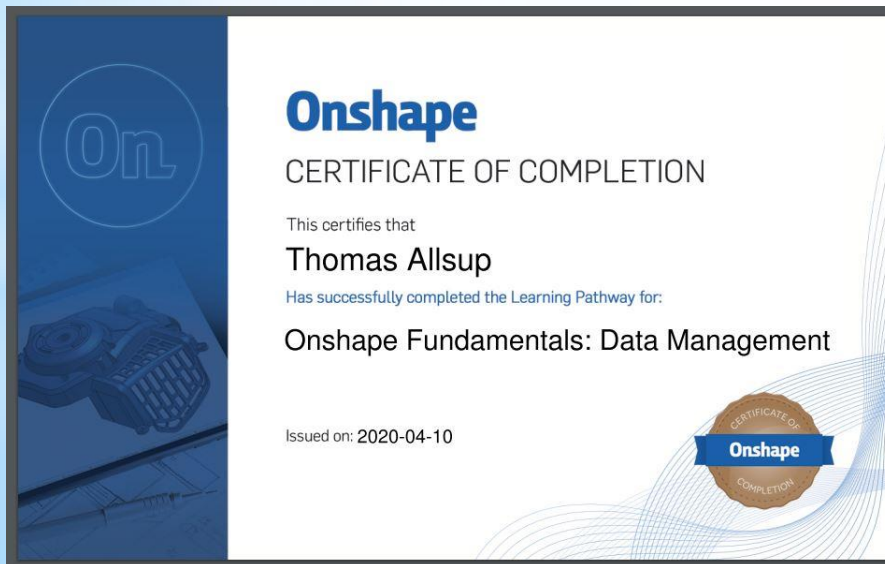 On
Onshape
CERTIFICATE OF COMPLETION
This certifies that
Thomas Allsup
Has successfully completed the Learning Pathway for:
Onshape Fundamentals: Data Management
Issued on: 2020-04-10
CERTIFICATE OF
Onshape
COMPLETION